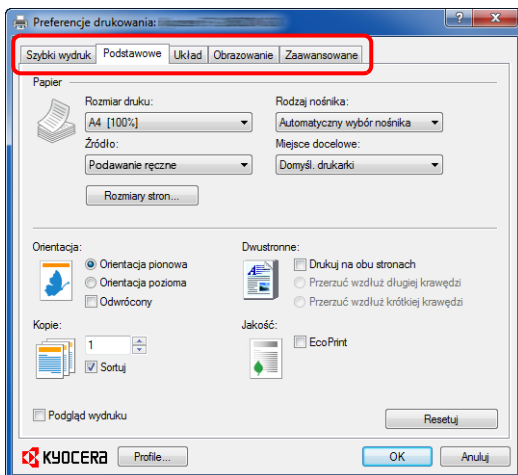 Preferencje drukowania:
Szybki wydruk Podstawowe Układ Obrazowanie Zaawansowane
Papier
Rozmiar druku: Rodzaj nośnika:
A4 [100%] Automatyczny wybór nośnika
Źródło: Miejsce docelowe:
Podawanie ręczne Domyśl. drukarki
Rozmiary stron...
Orientacja: Dwustronne:
Orientacja pionowa Drukuj na obu stronach
Orientacja pozioma Przerzuć wzdłuż długiej krawędzi
Odwrócony Przerzuć wzdłuż krótkiej krawędzi
Kopie: Jakość:
1 EcoPrint
Sortuj
Podgląd wydruku Resetuj
KYOCERA Profile... OK Anuluj